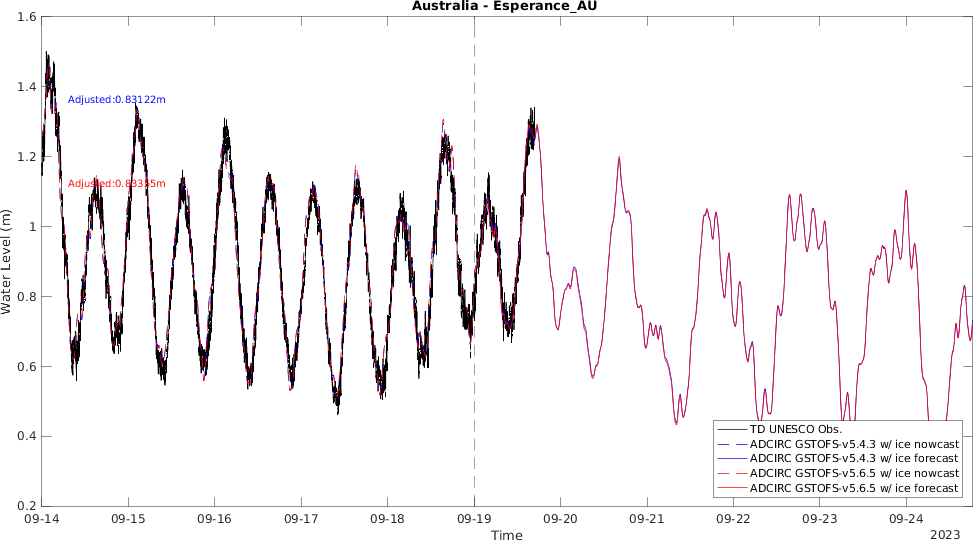 Australia - Esperance_AU
1.6
1.4
1.2
1
0.8
0.6
0.4
0.2
Water Level (m)
Adjusted:0.83122m
Adjusted:0.83355m
TD UNESCO Obs.
ADCIRC GSTOFS-v5.4.3 w/ ice nowcast
ADCIRC GSTOFS-v5.4.3 w/ ice forecast
ADCIRC GSTOFS-v5.6.5 w/ ice nowcast
ADCIRC GSTOFS-v5.6.5 w/ ice forecast
09-14 09-15 09-16 09-17 09-18 09-19 09-20 09-21 09-22 09-23 09-24
Time
2023